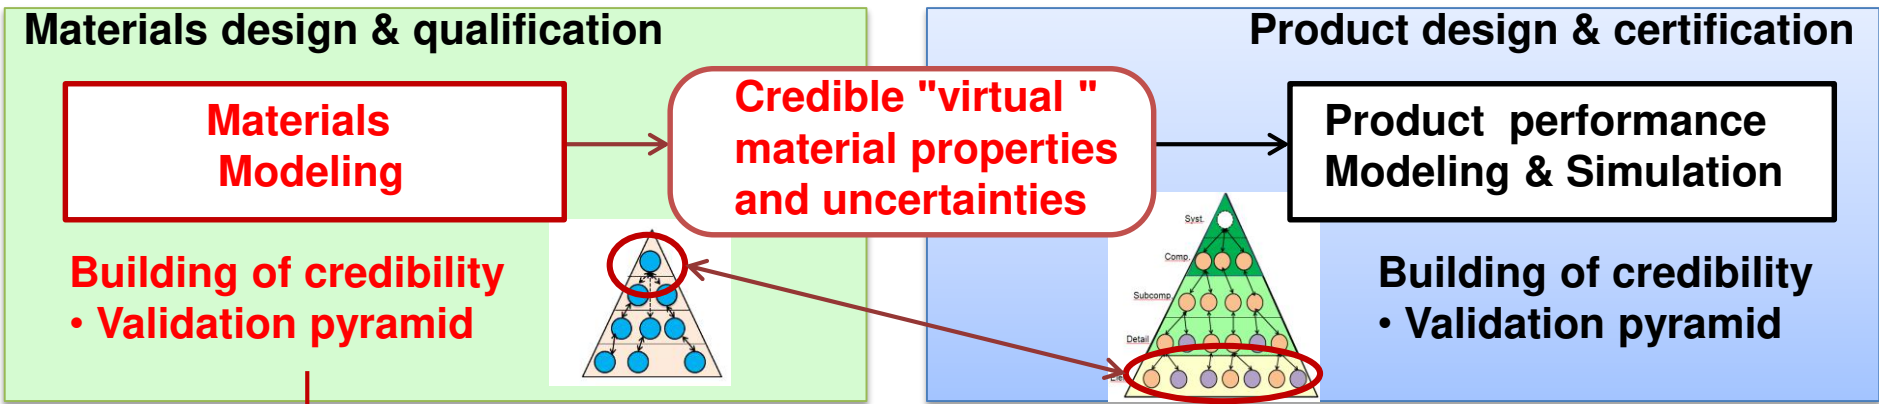 Materials design & qualification
Product design & certification
Materials
Modeling
Credible "virtual "
material properties
and uncertainties
Product performance
Modeling & Simulation
Building of credibility
• Validation pyramid
Syst.
Comp.
Subcomp.
Detail
Building of credibility
• Validation pyramid